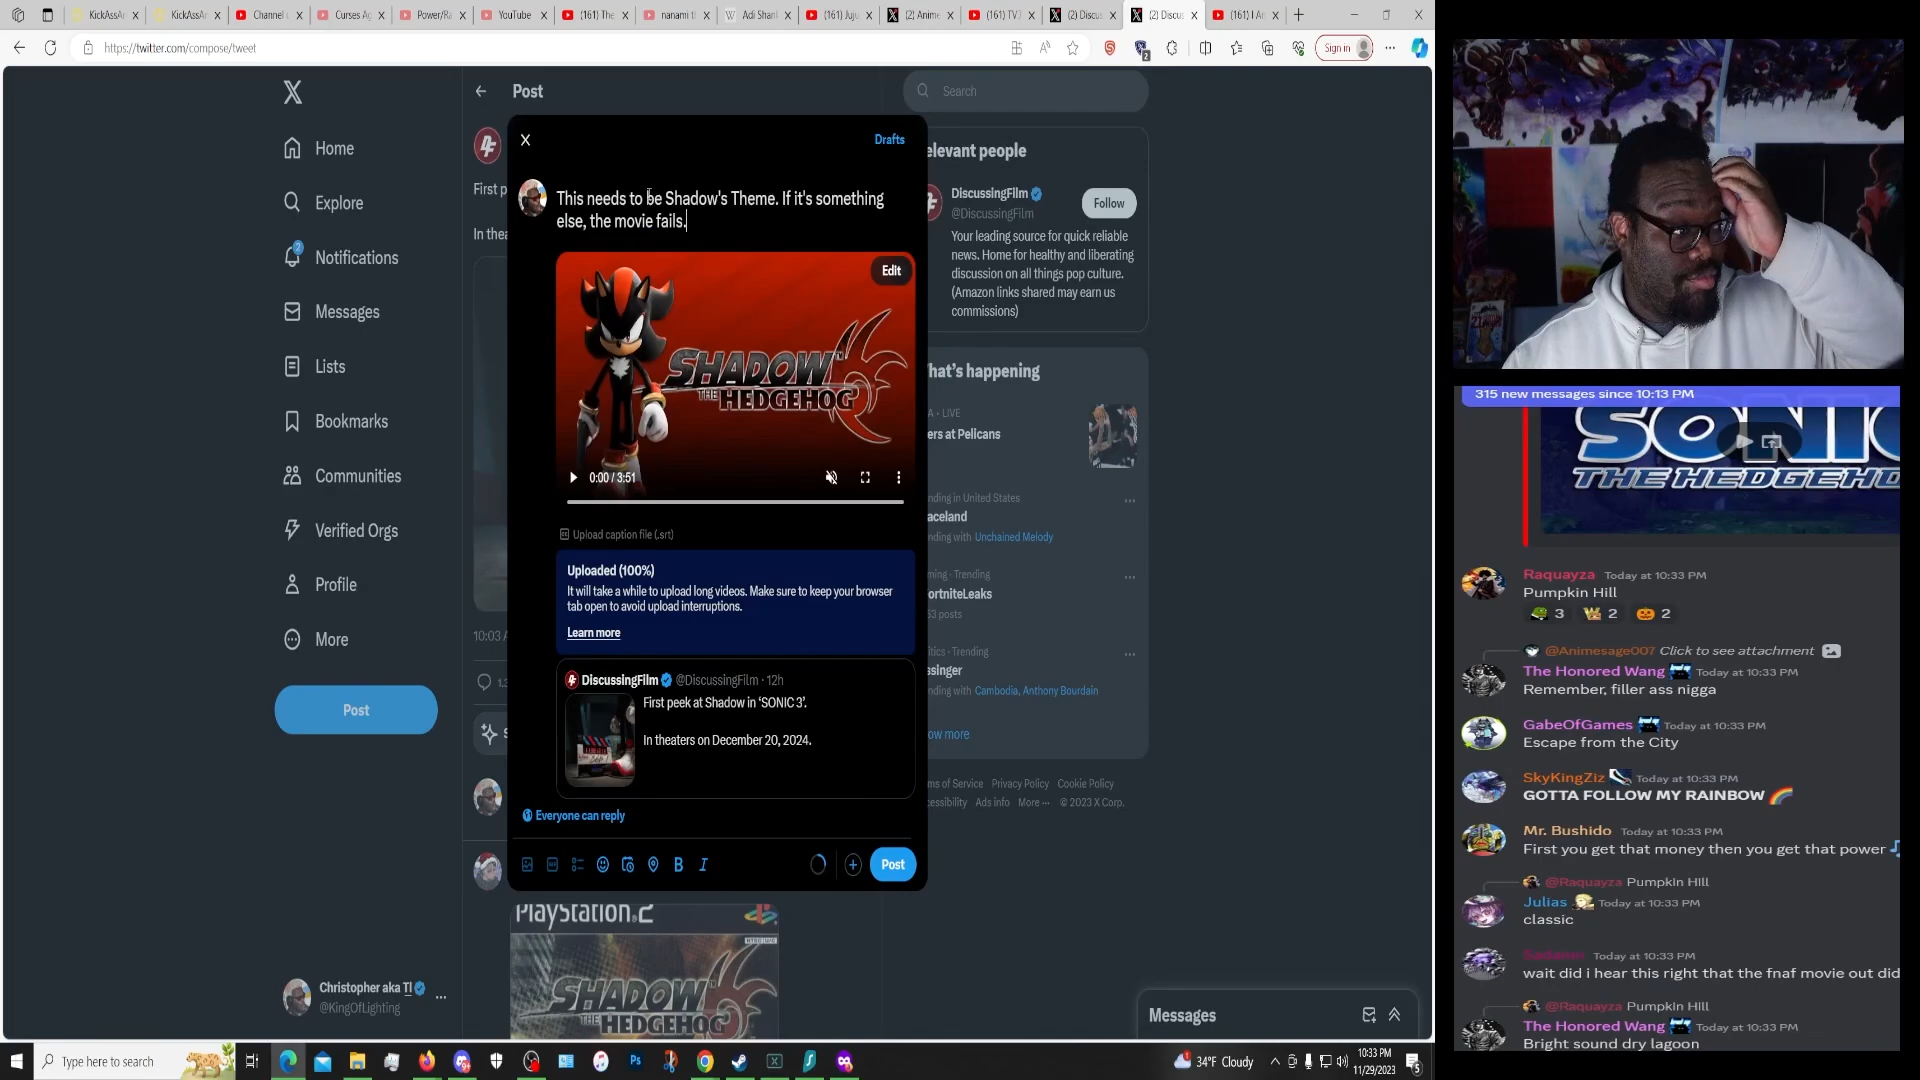 KickAssAr
KickAssAr
Channel c
Curses Ag
Power/Ra
YouTube
(161) The
nanami th
Adi Shan
(161) Juju
(2) Anime
(161) TV
(2) Discus
(2) Discus
(161) I Ar
https://twitter.com/compose/tweet
Sign in
Home
Explore
2
Notifications
Messages
Lists
Bookmarks
Communities
Verified Orgs
Profile
More
Post
Christopher aka TI
@KingOfLighting
Post
First p
In thea
10:03 A
Drafts
This needs to be Shadow's Theme. If it's something
else, the movie fails.
Edit
SHADOW
THE HEDGEHOG
0:00 / 3:51
Upload caption file (.srt)
Uploaded (100%)
It will take a while to upload long videos. Make sure to keep your browser
tab open to avoid upload interruptions.
Learn more
DiscussingFilm @DiscussingFilm · 12h
First peek at Shadow in ‘SONIC 3’.
In theaters on December 20, 2024.
Everyone can reply
Post
PlayStation.2
SHADOW
THE HEDGEHOG
Search
elevant people
DiscussingFilm
@DiscussingFilm
Follow
Your leading source for quick reliable
news. Home for healthy and liberating
discussion on all things pop culture.
(Amazon links shared may earn us
commissions)
hat's happening
A · LIVE
ers at Pelicans
nding in United States
aceland
nding with Unchained Melody
ming · Trending
ortniteLeaks
53 posts
itics · Trending
ssinger
nding with Cambodia, Anthony Bourdain
ow more
ms of Service Privacy Policy Cookie Policy
cessibility Ads info More ··· © 2023 X Corp.
Messages
315 new messages since 10:13 PM
SONIC
THE HEDGEHO
Raquayza Today at 10:33 PM
Pumpkin Hill
3 2 2
@Animesage007 Click to see attachment
The Honored Wang Today at 10:33 PM
Remember, filler ass nigga
GabeOfGames Today at 10:33 PM
Escape from the City
SkyKingZiz Today at 10:33 PM
GOTTA FOLLOW MY RAINBOW
Mr. Bushido Today at 10:33 PM
First you get that money then you get that power
@Raquayza Pumpkin Hill
Julias Today at 10:33 PM
classic
Today at 10:33 PM
wait did i hear this right that the fnaf movie out did
@Raquayza Pumpkin Hill
The Honored Wang Today at 10:33 PM
Bright sound dry lagoon
Type here to search
34°F Cloudy
10:33 PM
11/29/2023